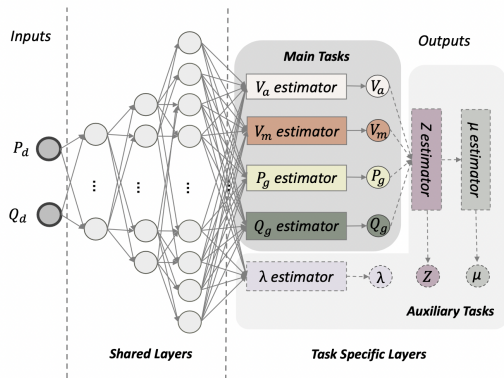 Inputs
Outputs
Main Tasks
V_a estimator
V_a
V_m estimator
V_m
P_d
P_g estimator
P_g
Q_d
Q_g estimator
Q_g
λ estimator
λ
Z estimator
μ estimator
Z
μ
...
...
...
Auxiliary Tasks
Shared Layers
Task Specific Layers